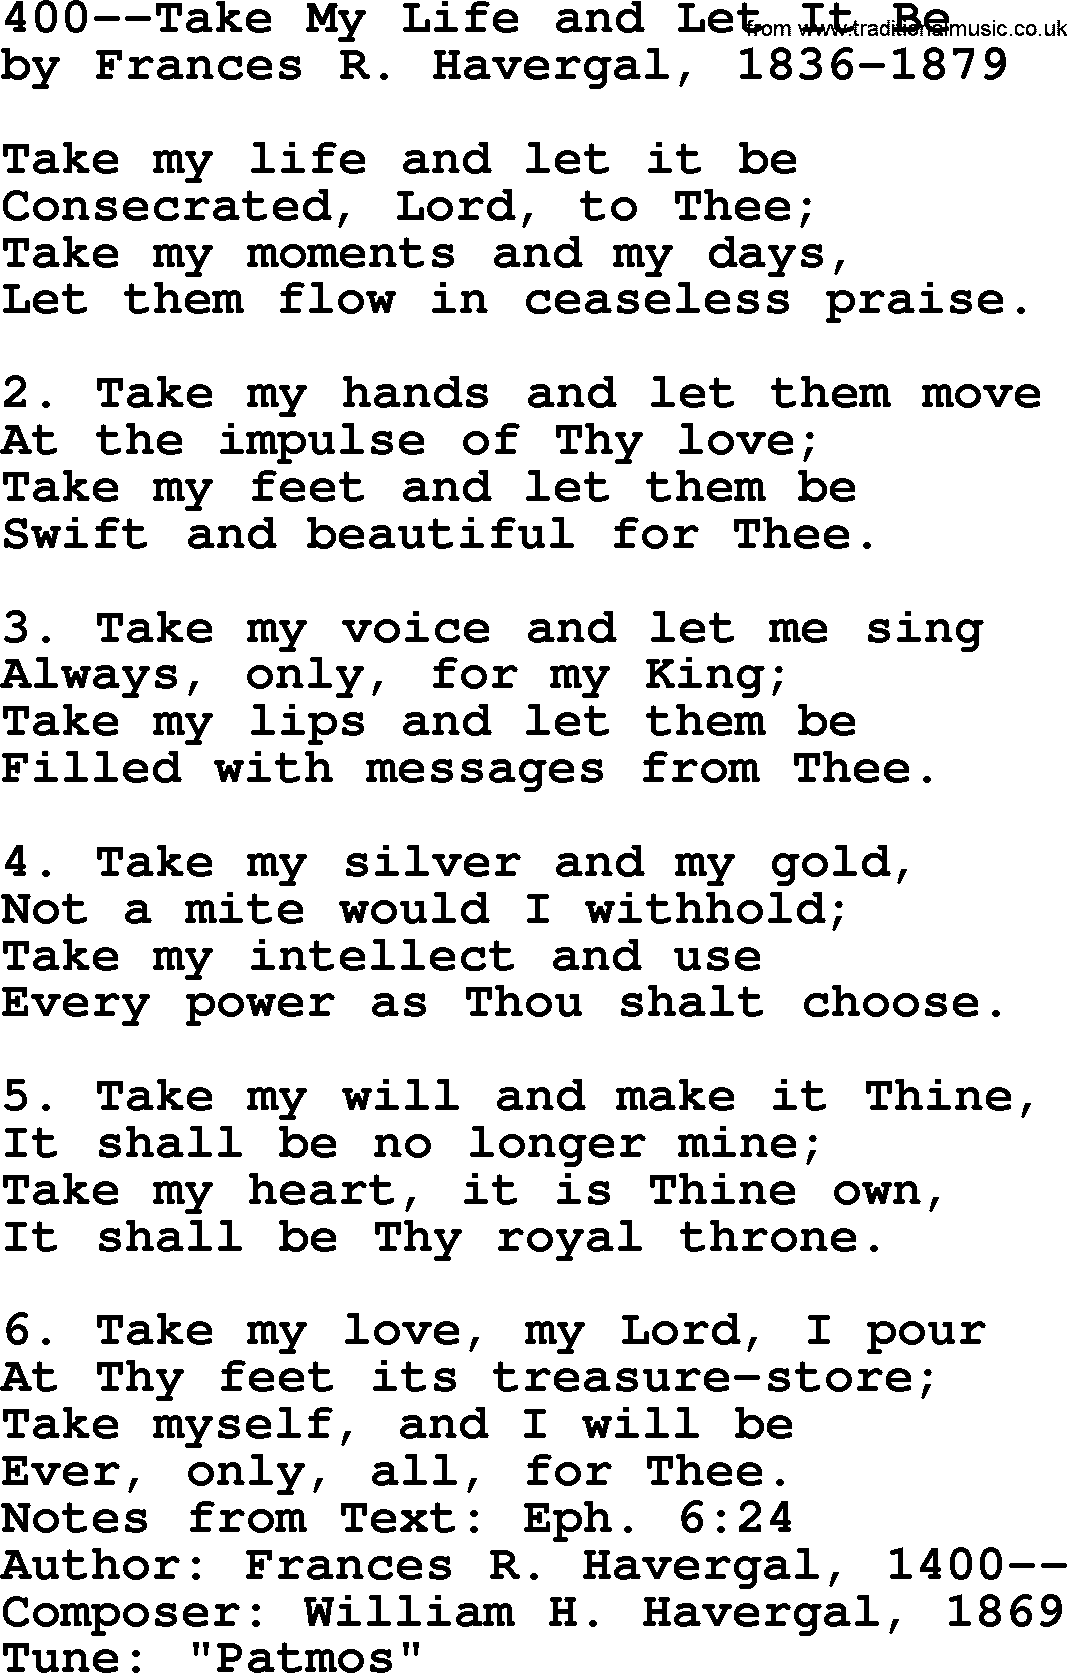 400--Take My Life and Let It Be
from www.traditionalmusic.co.uk
by Frances R. Havergal, 1836-1879
Take my life and let it be
Consecrated, Lord, to Thee;
Take my moments and my days,
Let them flow in ceaseless praise.
2. Take my hands and let them move
At the impulse of Thy love;
Take my feet and let them be
Swift and beautiful for Thee.
3. Take my voice and let me sing
Always, only, for my King;
Take my lips and let them be
Filled with messages from Thee.
4. Take my silver and my gold,
Not a mite would I withhold;
Take my intellect and use
Every power as Thou shalt choose.
5. Take my will and make it Thine,
It shall be no longer mine;
Take my heart, it is Thine own,
It shall be Thy royal throne.
6. Take my love, my Lord, I pour
At Thy feet its treasure-store;
Take myself, and I will be
Ever, only, all, for Thee.
Notes from Text: Eph. 6:24
Author: Frances R. Havergal, 1400--
Composer: William H. Havergal, 1869
Tune: "Patmos"